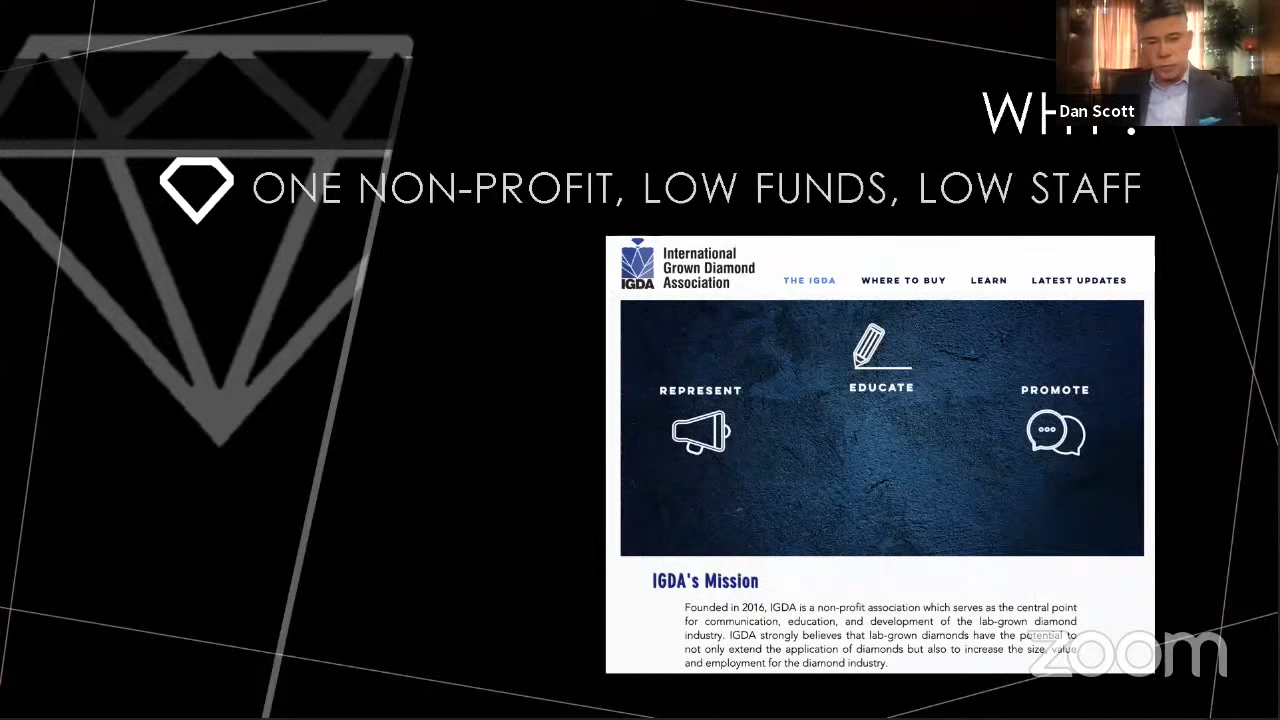 Dan Scott
ONE NON-PROFIT, LOW FUNDS, LOW STAFF
IGDA
International
Grown Diamond
Association
THE IGDA WHERE TO BUY LEARN LATEST UPDATES
REPRESENT
EDUCATE
PROMOTE
IGDA's Mission
Founded in 2016, IGDA is a non-profit association which serves as the central point
for communication, education, and development of the lab-grown diamond
industry. IGDA strongly believes that lab-grown diamonds have the potential to
not only extend the application of diamonds but also to increase the size, value
and employment for the diamond industry.
zoom